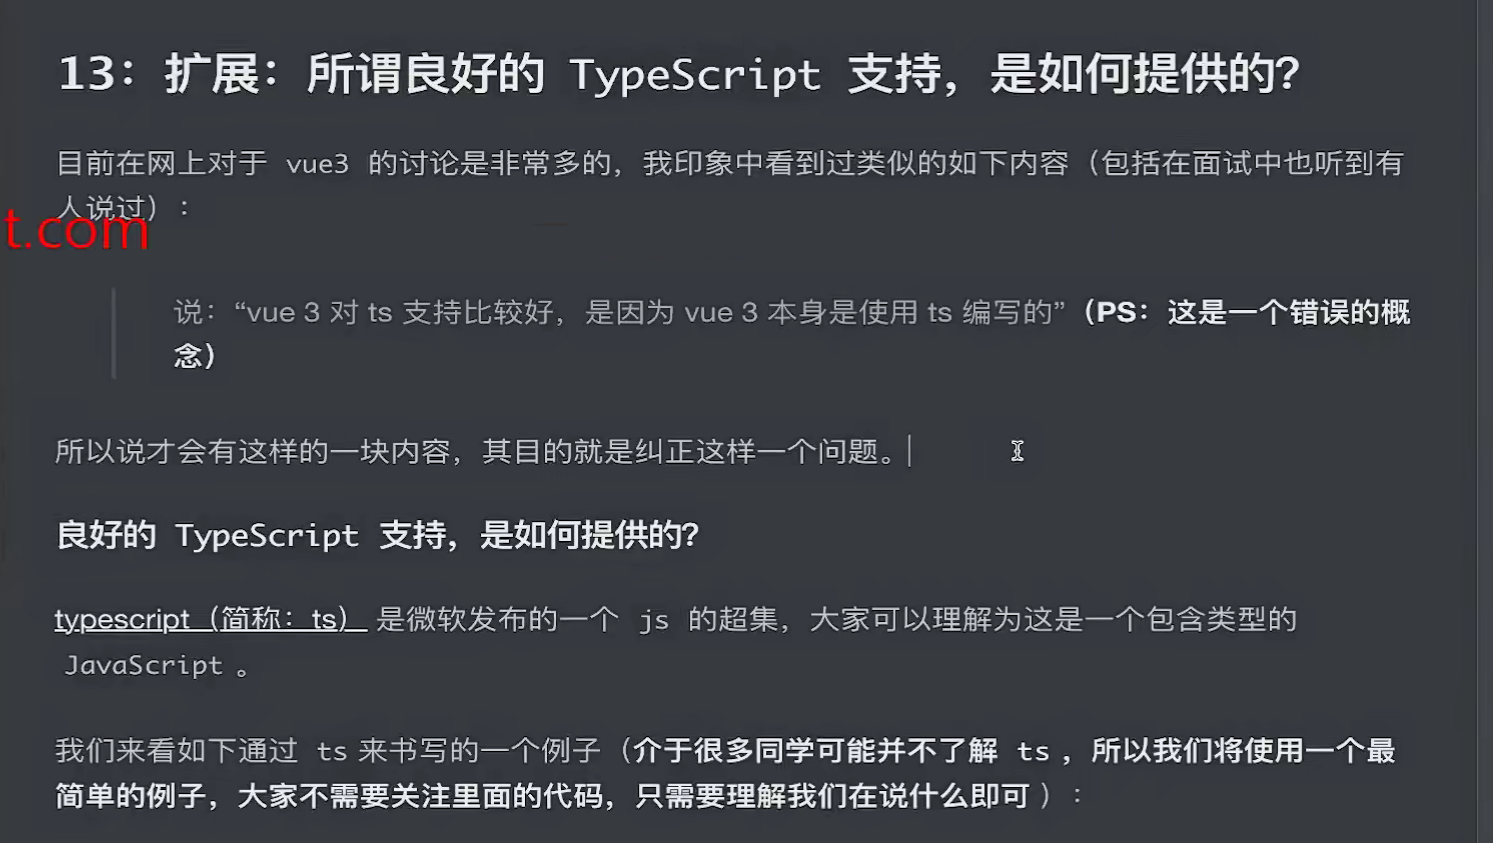 13：扩展：所谓良好的 TypeScript 支持，是如何提供的？
目前在网上对于 vue3 的讨论是非常多的，我印象中看到过类似的如下内容（包括在面试中也听到有
人说过）：
t.com
说：“vue 3 对 ts 支持比较好，是因为 vue 3 本身是使用 ts 编写的”（PS：这是一个错误的概
念）
所以说才会有这样的一块内容，其目的就是纠正这样一个问题。
良好的 TypeScript 支持，是如何提供的？
typescript（简称：ts） 是微软发布的一个 js 的超集，大家可以理解为这是一个包含类型的
JavaScript 。
我们来看如下通过 ts 来书写的一个例子（介于很多同学可能并不了解 ts ，所以我们将使用一个最
简单的例子，大家不需要关注里面的代码，只需要理解我们在说什么即可 ）：